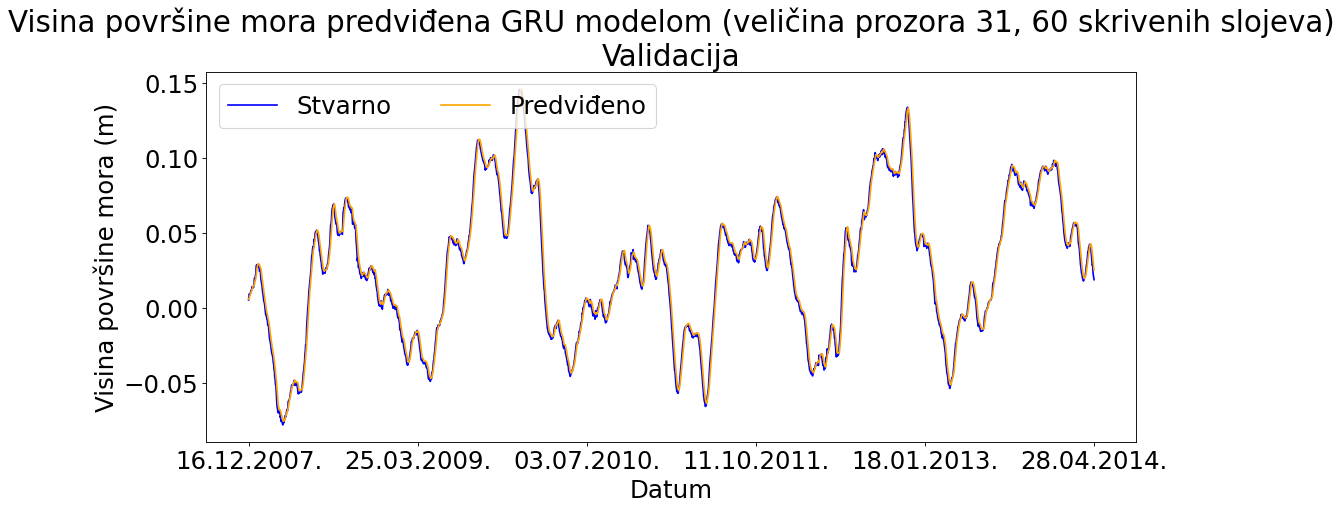 Visina površine mora predviđena GRU modelom (veličina prozora 31, 60 skrivenih slojeva)
Validacija
Stvarno
Predviđeno
Visina površine mora (m)
0.15
0.10
0.05
0.00
−0.05
16.12.2007.
25.03.2009.
03.07.2010.
11.10.2011.
18.01.2013.
28.04.2014.
Datum